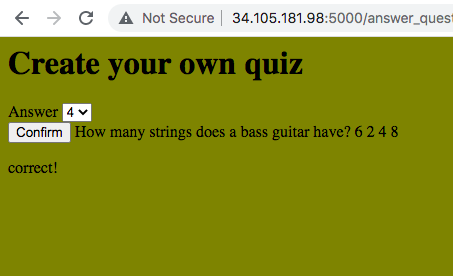 Not Secure | 34.105.181.98:5000/answer_quest
Create your own quiz
Answer 4
Confirm How many strings does a bass guitar have? 6 2 4 8
correct!